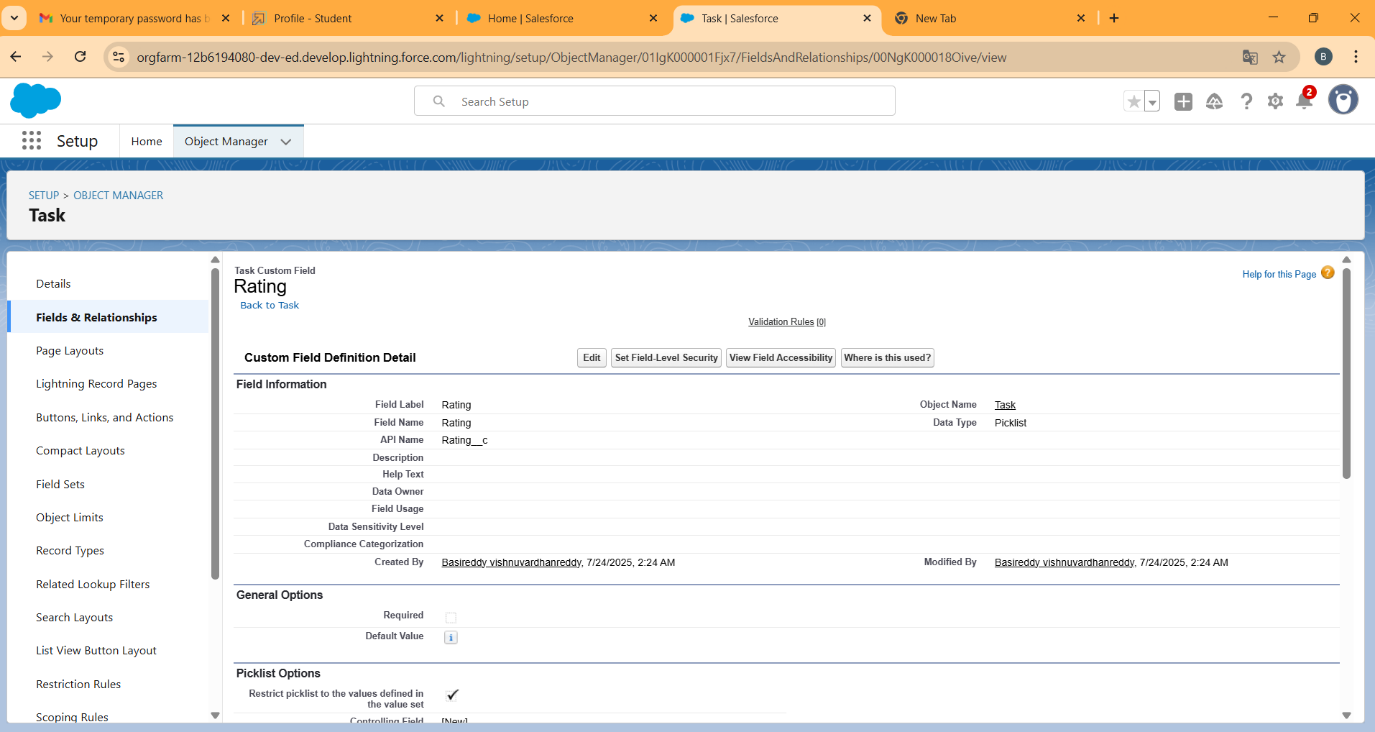 Your temporary password has b
Profile - Student
Home | Salesforce
Task | Salesforce
New Tab
orgfarm-12b6194080-dev-ed.develop.lightning.force.com/lightning/setup/ObjectManager/01IgK000001Fjx7/FieldsAndRelationships/00NgK000018Oive/view
B
Search Setup
2
Setup
Home
Object Manager
SETUP > OBJECT MANAGER
Task
Details
Fields & Relationships
Page Layouts
Lightning Record Pages
Buttons, Links, and Actions
Compact Layouts
Field Sets
Object Limits
Record Types
Related Lookup Filters
Search Layouts
List View Button Layout
Restriction Rules
Scoping Rules
Task Custom Field
Rating
Back to Task
Help for this Page
Validation Rules [0]
Custom Field Definition Detail
Edit
Set Field-Level Security
View Field Accessibility
Where is this used?
Field Information
Field Label Rating Object Name Task
Field Name Rating Data Type Picklist
API Name Rating__c
Description
Help Text
Data Owner
Field Usage
Data Sensitivity Level
Compliance Categorization
Created By Basireddy vishnuvardhanreddy, 7/24/2025, 2:24 AM Modified By Basireddy vishnuvardhanreddy, 7/24/2025, 2:24 AM
General Options
Required
Default Value
Picklist Options
Restrict picklist to the values defined in
the value set
Controlling Field [New]